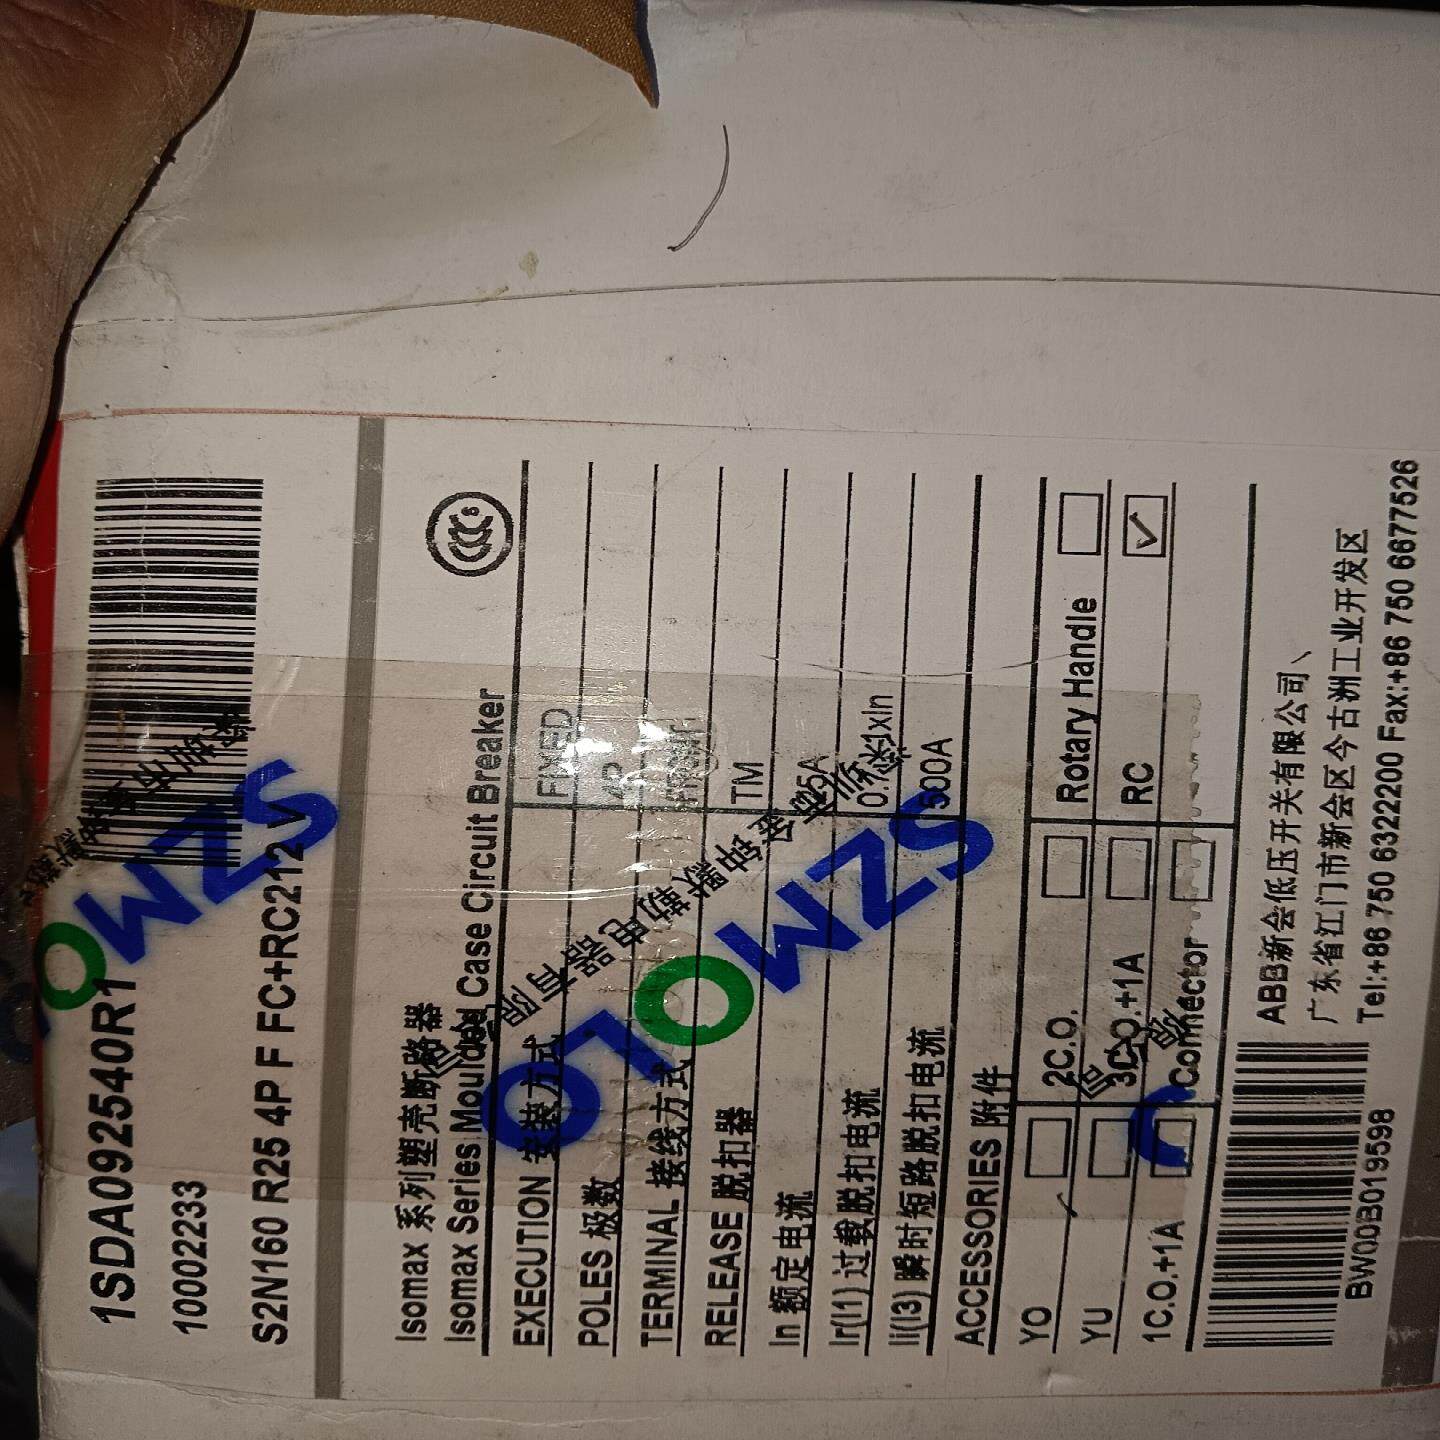 1SDA092540R1
10002233
S2N160 R25 4P F FC+RC212 V
Isomax 系列塑壳断路器
Isomax Series Moulded Case Circuit Breaker
EXECUTION 安装方式 FIXED
POLES 极数 4P
TERMINAL 接线方式
RELEASE 脱扣器 TM
In 额定电流 25A
Ir(I1) 过载脱扣电流 1xIn
Ii(I3) 瞬时短路脱扣电流 500A
ACCESSORIES 附件
YO 2C.O. Rotary Handle
YU 3C.O.+1A RC
1C.O.+1A Connector
ABB新会低压开关有限公司
广东省江门市新会区今古洲工业开发区
Tel:+86 750 6322200 Fax:+86 750 6677526
BW00B019598
SZMOLO
SZMO